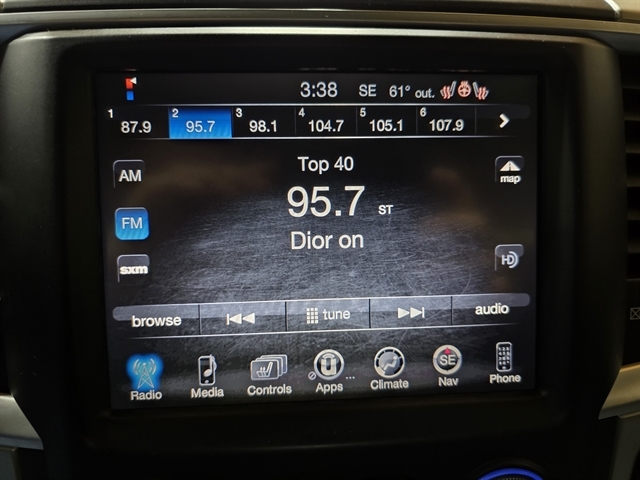 3:38 SE 61° out.
1 87.9 2 95.7 3 98.1 4 104.7 5 105.1 6 107.9 >
Top 40
AM map
95.7 ST
FM
Dior on
sxm HD
browse tune audio
Radio Media Controls Apps Climate SE Nav Phone